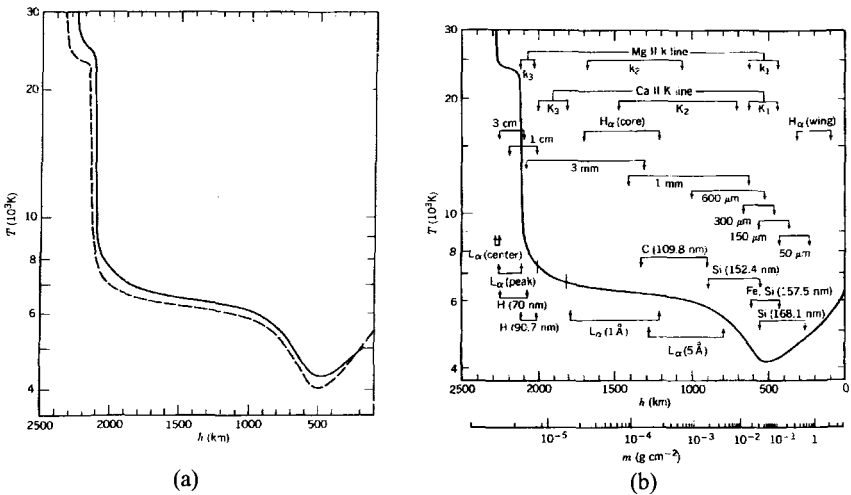 30
20
10
8
6
4
T (10³K)
2500 2000 1500 1000 500
h (km)
(a)
(b)
30
20
10
8
6
4
T (10³K)
Mg II k line
k₃ k₂ k₁
Ca II K line
K₃ K₂ K₁
3 cm Hα (core) Hα (wing)
1 cm
3 mm
1 mm
600 μm
300 μm
150 μm
50 μm
C (109.8 nm)
Lα (center)
Si (152.4 nm)
Lα (peak)
Fe, Si (157.5 nm)
H (70 nm)
Si (168.1 nm)
H (90.7 nm) Lα (1 Å)
Lα (5 Å)
2500 2000 1500 1000 500 0
h (km)
10⁻⁵ 10⁻⁴ 10⁻³ 10⁻² 10⁻¹ 1
m (g cm⁻²)
(b)